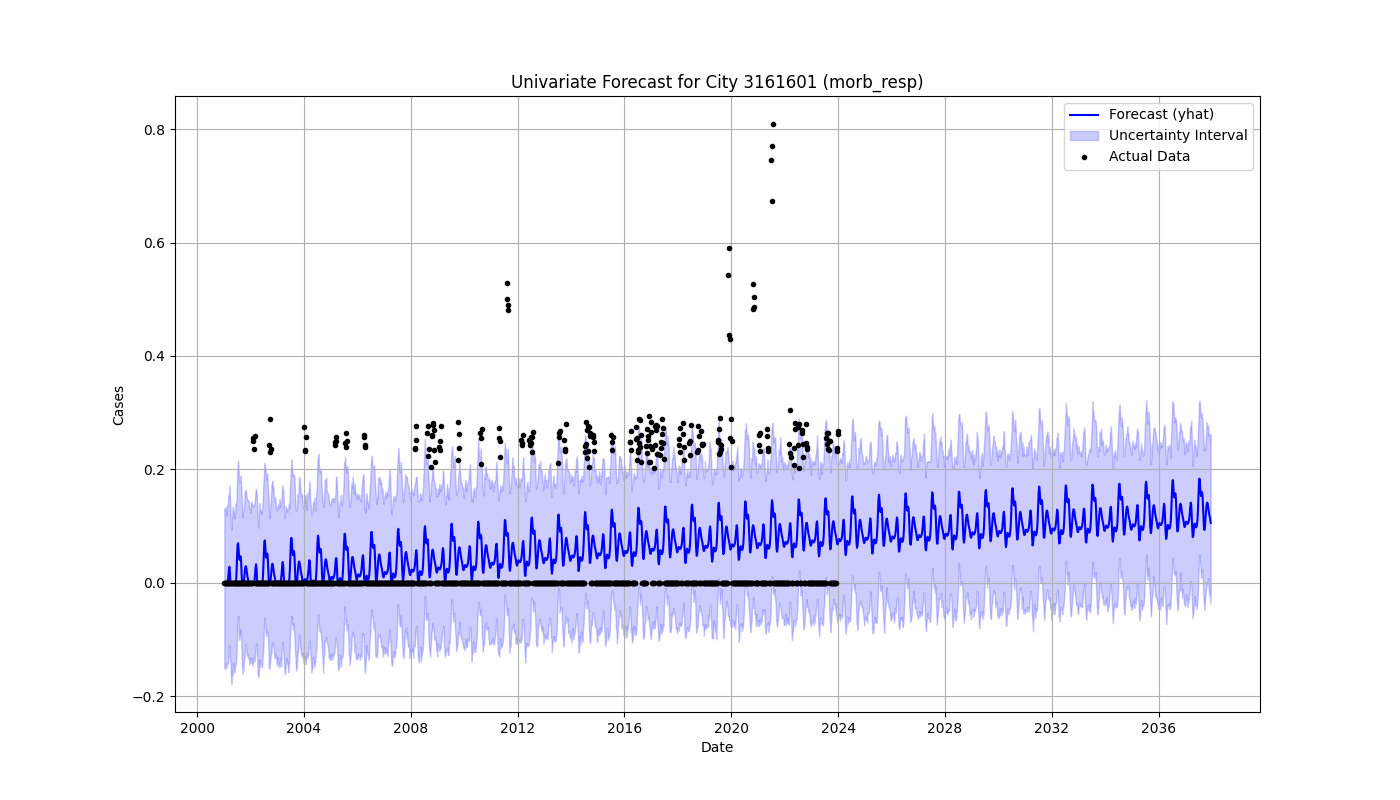 Univariate Forecast for City 3161601 (morb_resp)
Forecast (yhat)
Uncertainty Interval
Actual Data
Cases
0.8
0.6
0.4
0.2
0.0
−0.2
2000 2004 2008 2012 2016 2020 2024 2028 2032 2036
Date